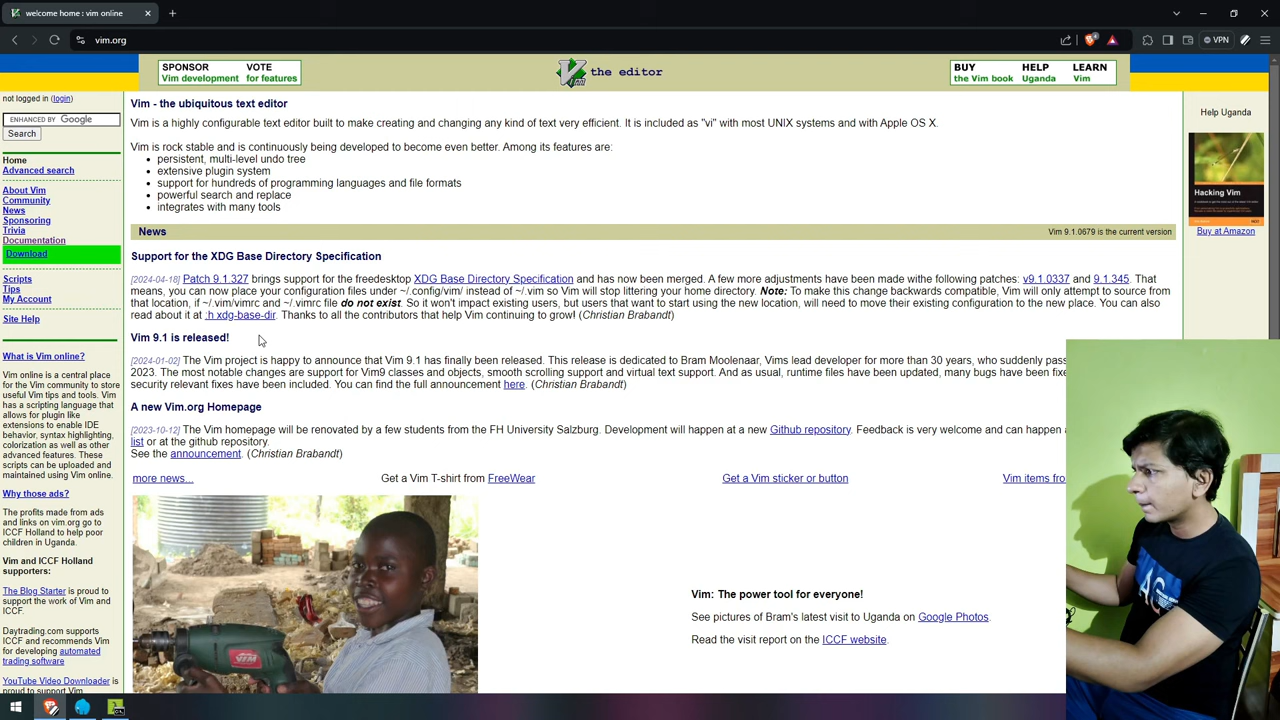 welcome home : vim online
vim.org
VPN
SPONSOR VOTE
Vim development for features
the editor
BUY HELP LEARN
the Vim book Uganda Vim
not logged in (login)
ENHANCED BY Google
Search
Home
Advanced search
About Vim
Community
News
Sponsoring
Trivia
Documentation
Download
Scripts
Tips
My Account
Site Help
What is Vim online?
Vim online is a central place
for the Vim community to store
useful Vim tips and tools. Vim
has a scripting language that
allows for plugin like
extensions to enable IDE
behavior, syntax highlighting,
colorization as well as other
advanced features. These
scripts can be uploaded and
maintained using Vim online.
Why those ads?
The profits made from ads
and links on vim.org go to
ICCF Holland to help poor
children in Uganda.
Vim and ICCF Holland
supporters:
The Blog Starter is proud to
support the work of Vim and
ICCF.
Daytrading.com supports
ICCF and recommends Vim
for developing automated
trading software
YouTube Video Downloader is
proud to support Vim
Vim - the ubiquitous text editor
Vim is a highly configurable text editor built to make creating and changing any kind of text very efficient. It is included as "vi" with most UNIX systems and with Apple OS X.
Vim is rock stable and is continuously being developed to become even better. Among its features are:
• persistent, multi-level undo tree
• extensive plugin system
• support for hundreds of programming languages and file formats
• powerful search and replace
• integrates with many tools
News Vim 9.1.0679 is the current version
Support for the XDG Base Directory Specification
[2024-04-18] Patch 9.1.327 brings support for the freedesktop XDG Base Directory Specification and has now been merged. A few more adjustments have been made withe following patches: v9.1.0337 and 9.1.345. That
means, you can now place your configuration files under ~/.config/vim/ instead of ~/.vim so Vim will stop littering your home directory. Note: To make this change backwards compatible, Vim will only attempt to source from
that location, if ~/.vim/vimrc and ~/.vimrc file do not exist. So it won't impact existing users, but users that want to start using the new location, will need to move their existing configuration to the new place. You can also
read about it at :h xdg-base-dir. Thanks to all the contributors that help Vim continuing to grow! (Christian Brabandt)
Vim 9.1 is released!
[2024-01-02] The Vim project is happy to announce that Vim 9.1 has finally been released. This release is dedicated to Bram Moolenaar, Vims lead developer for more than 30 years, who suddenly pas
2023. The most notable changes are support for Vim9 classes and objects, smooth scrolling support and virtual text support. And as usual, runtime files have been updated, many bugs have been fixe
security relevant fixes have been included. You can find the full announcement here. (Christian Brabandt)
A new Vim.org Homepage
[2023-10-12] The Vim homepage will be renovated by a few students from the FH University Salzburg. Development will happen at a new Github repository. Feedback is very welcome and can happen
list or at the github repository.
See the announcement. (Christian Brabandt)
more news... Get a Vim T-shirt from FreeWear Get a Vim sticker or button Vim items fro
VIM
Vim: The power tool for everyone!
See pictures of Bram's latest visit to Uganda on Google Photos.
Read the visit report on the ICCF website.
Help Uganda
Hacking Vim
Buy at Amazon